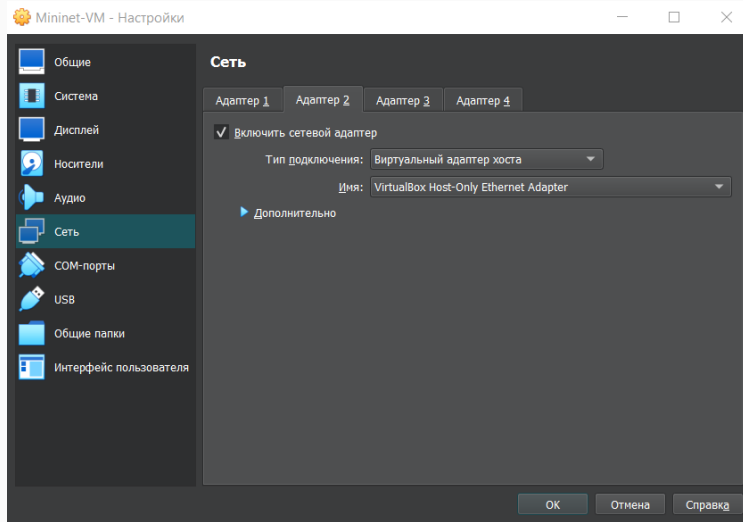 Mininet-VM - Настройки
Общие
Система
Дисплей
Носители
Аудио
Сеть
COM-порты
USB
Общие папки
Интерфейс пользователя
Сеть
Адаптер 1 Адаптер 2 Адаптер 3 Адаптер 4
Включить сетевой адаптер
Тип подключения: Виртуальный адаптер хоста
Имя: VirtualBox Host-Only Ethernet Adapter
Дополнительно
OK Отмена Справка